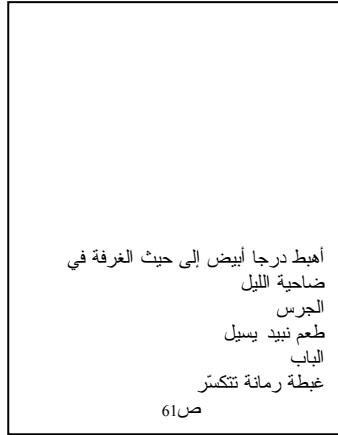 أهبط درجا أبيض إلى حيث الغرفة في
ضاحية الليل
الجرس
طعم نبيد يسيل
الباب
غبطة رمانة تتكسّر
ص61